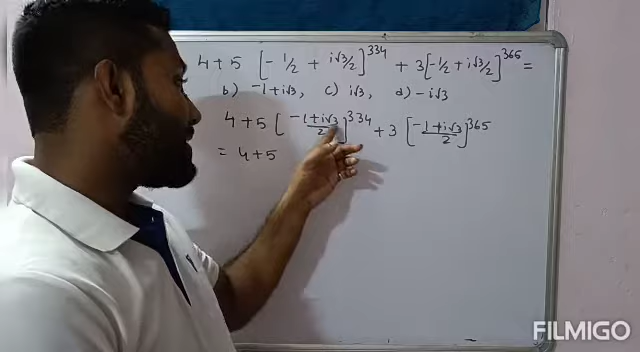 4+5 [-1/2 + i√3/2]^334 + 3[-1/2+i√3/2]^365 =
b) -1+i√3, c) i√3, d) -i√3
4+5 [(-1+i√3)/2]^334 + 3 [(-1+i√3)/2]^365
= 4+5
FILMIGO